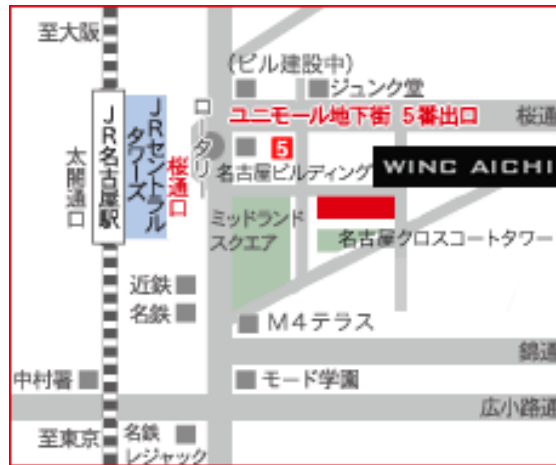 至大阪
(ビル建設中)
ジュンク堂
ユニモール地下街 5番出口
桜通
ロータリー
JRセントラル
タワーズ
JR名古屋駅
太閤通口
桜通口
5
名古屋ビルディング
WINC AICHI
ミッドランド
スクエア
名古屋クロスコートタワー
近鉄
名鉄
M4テラス
錦通
中村署
モード学園
広小路通
至東京
名鉄
レジャック